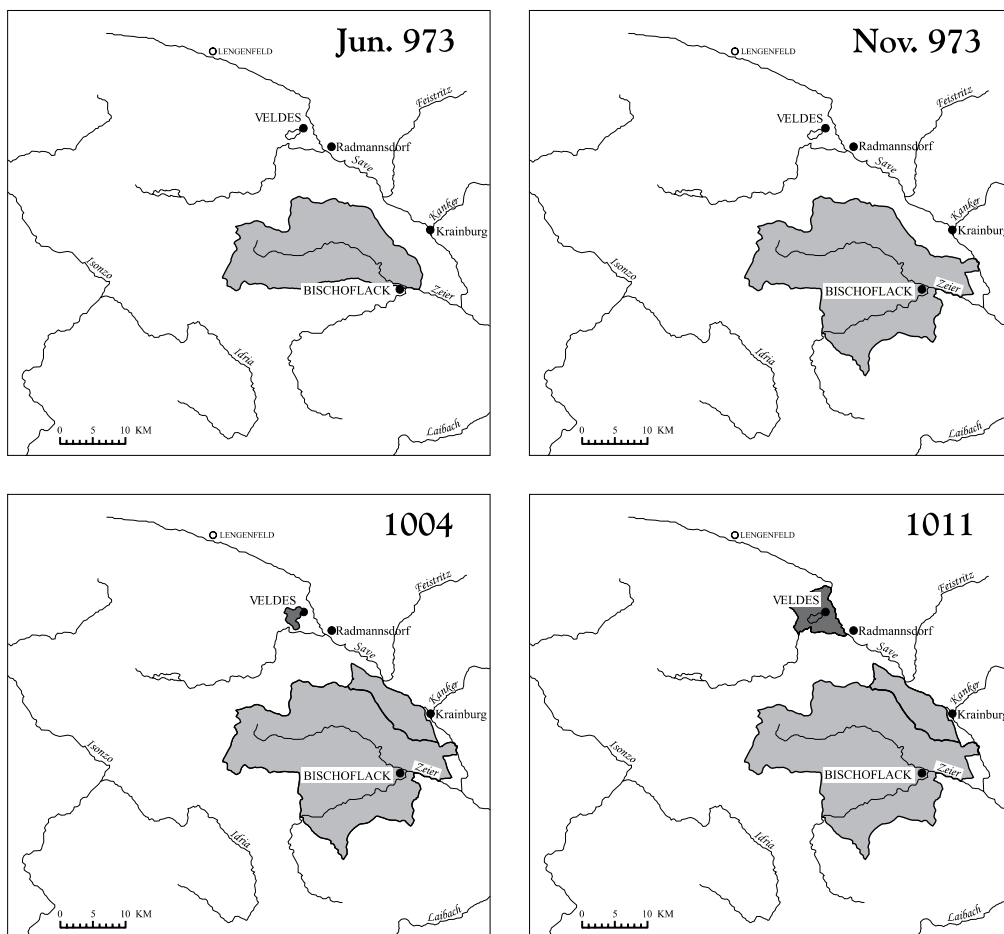 Jun. 973
LENGENFELD
Feistritz
VELDES
Radmannsdorf
Save
Kanker
Krainburg
Isonzo
BISCHOFLACK
Zeier
Idria
Laibach
0 5 10 KM
Nov. 973
LENGENFELD
Feistritz
VELDES
Radmannsdorf
Save
Kanker
Krainburg
Isonzo
BISCHOFLACK
Zeier
Idria
Laibach
0 5 10 KM
1004
LENGENFELD
Feistritz
VELDES
Radmannsdorf
Save
Kanker
Krainburg
Isonzo
BISCHOFLACK
Zeier
Idria
Laibach
0 5 10 KM
1011
LENGENFELD
Feistritz
VELDES
Radmannsdorf
Save
Kanker
Krainburg
Isonzo
BISCHOFLACK
Zeier
Idria
Laibach
0 5 10 KM